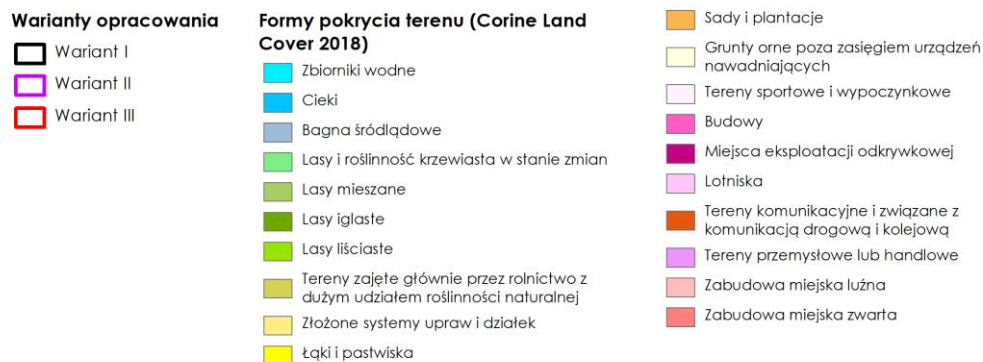 Warianty opracowania
Wariant I
Wariant II
Wariant III
Formy pokrycia terenu (Corine Land
Cover 2018)
Zbiorniki wodne
Cieki
Bagna śródlądowe
Lasy i roślinność krzewiasta w stanie zmian
Lasy mieszane
Lasy iglaste
Lasy liściaste
Tereny zajęte głównie przez rolnictwo z
dużym udziałem roślinności naturalnej
Złożone systemy upraw i działek
Łąki i pastwiska
Sady i plantacje
Grunty orne poza zasięgiem urządzeń
nawadniających
Tereny sportowe i wypoczynkowe
Budowy
Miejsca eksploatacji odkrywkowej
Lotniska
Tereny komunikacyjne i związane z
komunikacją drogową i kolejową
Tereny przemysłowe lub handlowe
Zabudowa miejska luźna
Zabudowa miejska zwarta